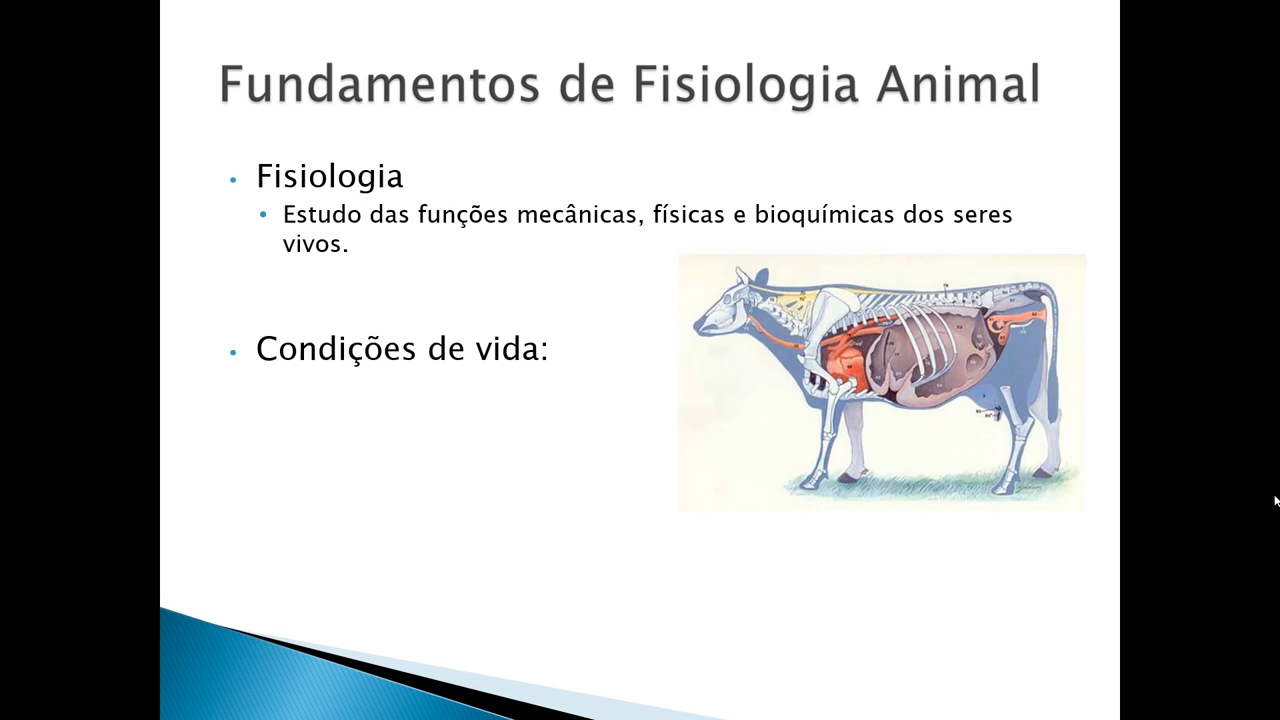 Fundamentos de Fisiologia Animal
Fisiologia
Estudo das funções mecânicas, físicas e bioquímicas dos seres
vivos.
Condições de vida: